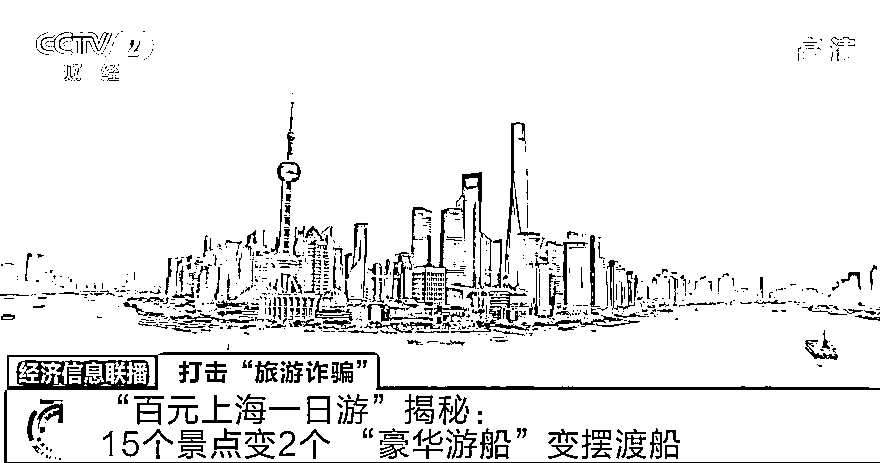 CCTV 2
财经
高清
经济信息联播
打击“旅游诈骗”
“百元上海一日游”揭秘：
15个景点变2个 “豪华游船”变摆渡船